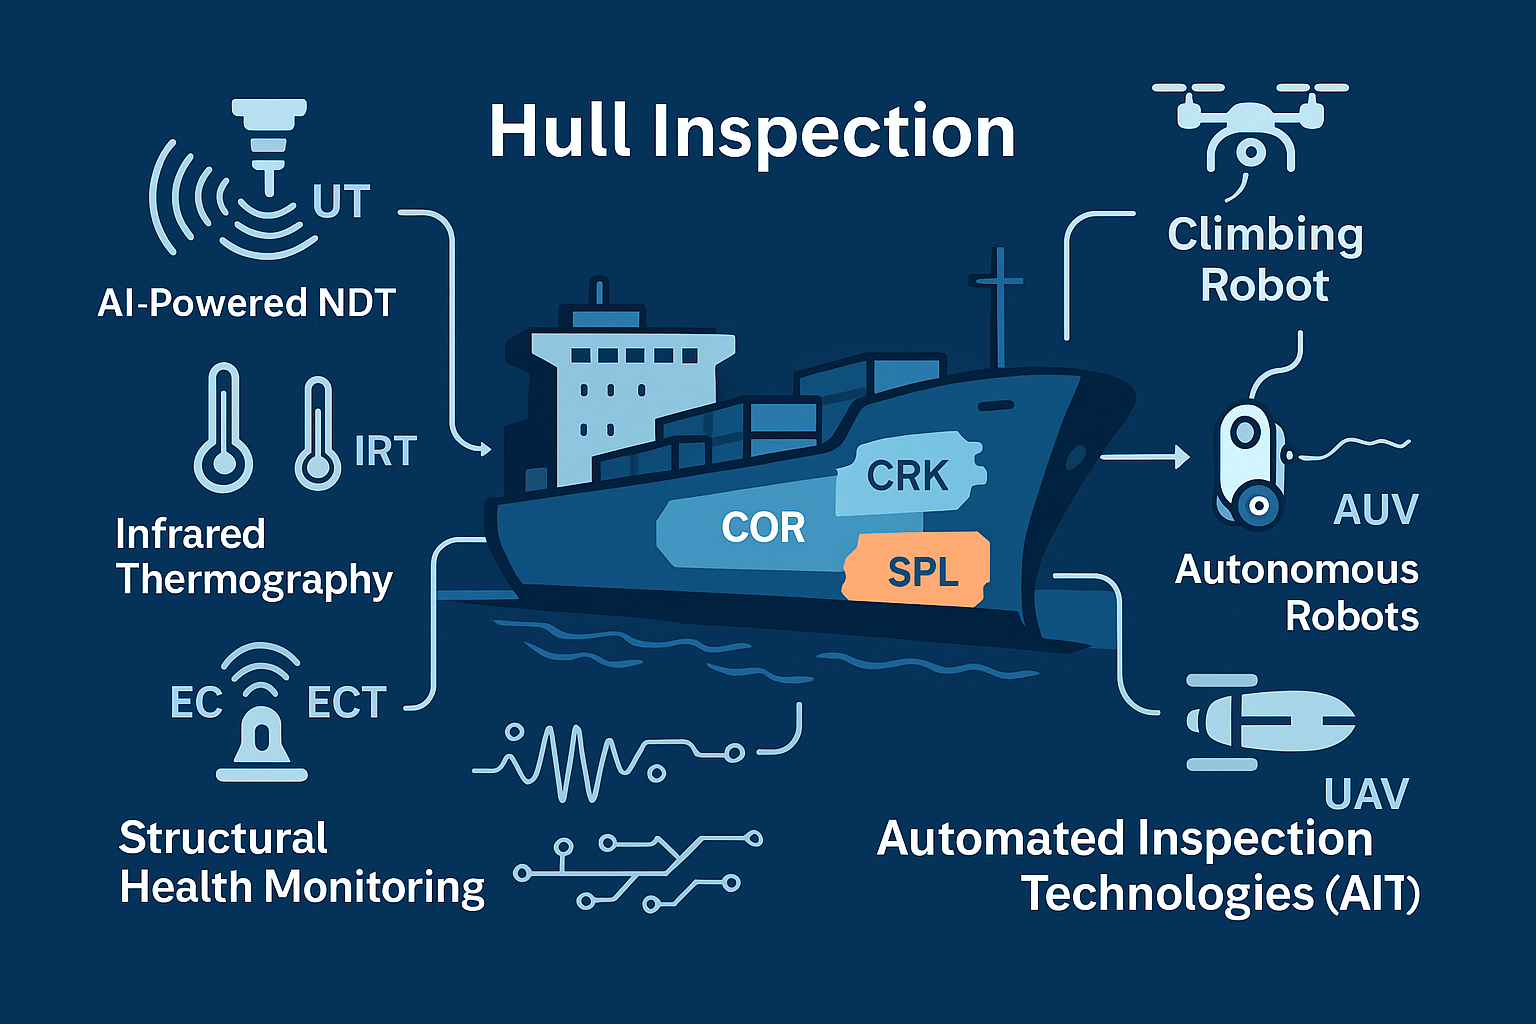 Hull Inspection
UT
AI-Powered NDT
IRT
Infrared
Thermography
EC ECT
Structural
Health Monitoring
CRK
COR
SPL
Climbing
Robot
AUV
Autonomous
Robots
UAV
Automated Inspection
Technologies (AIT)